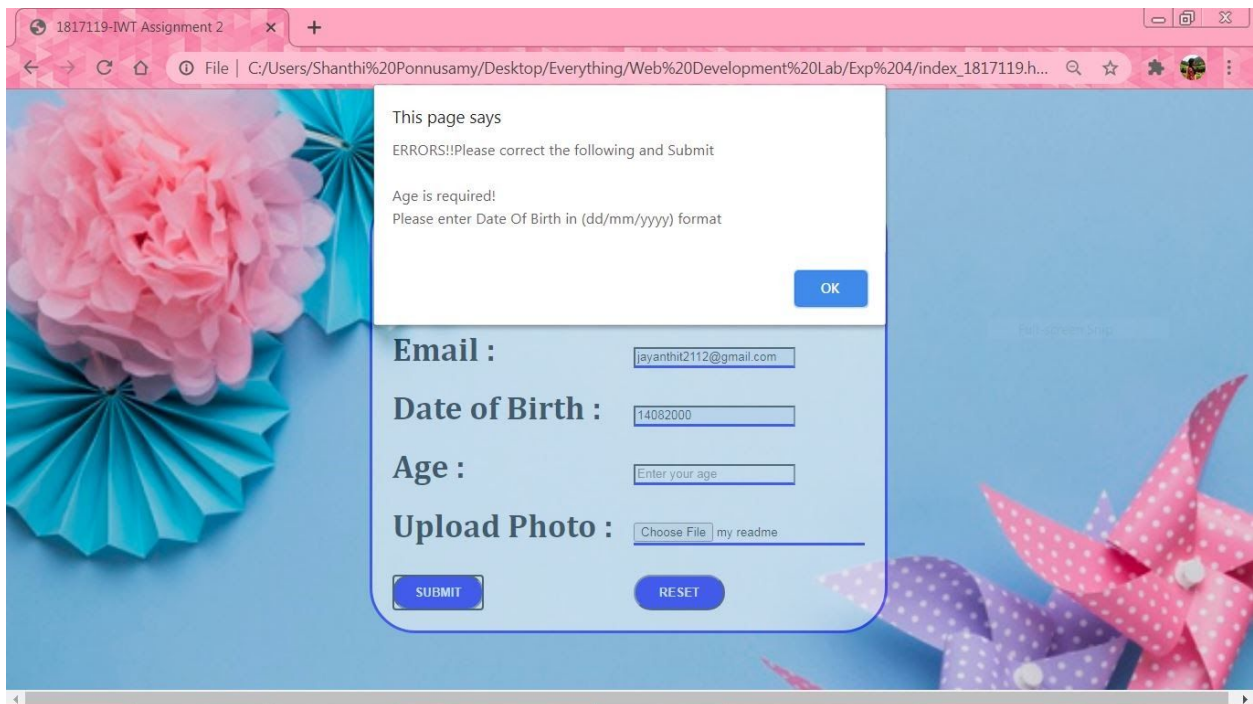 1817119-IWT Assignment 2
File | C:/Users/Shanthi%20Ponnusamy/Desktop/Everything/Web%20Development%20Lab/Exp%204/index_1817119.h...
This page says
ERRORS!!Please correct the following and Submit
Age is required!
Please enter Date Of Birth in (dd/mm/yyyy) format
OK
Full-screen Snip
Email :
jayanthit2112@gmail.com
Date of Birth :
14082000
Age :
Enter your age
Upload Photo :
Choose File my readme
SUBMIT
RESET